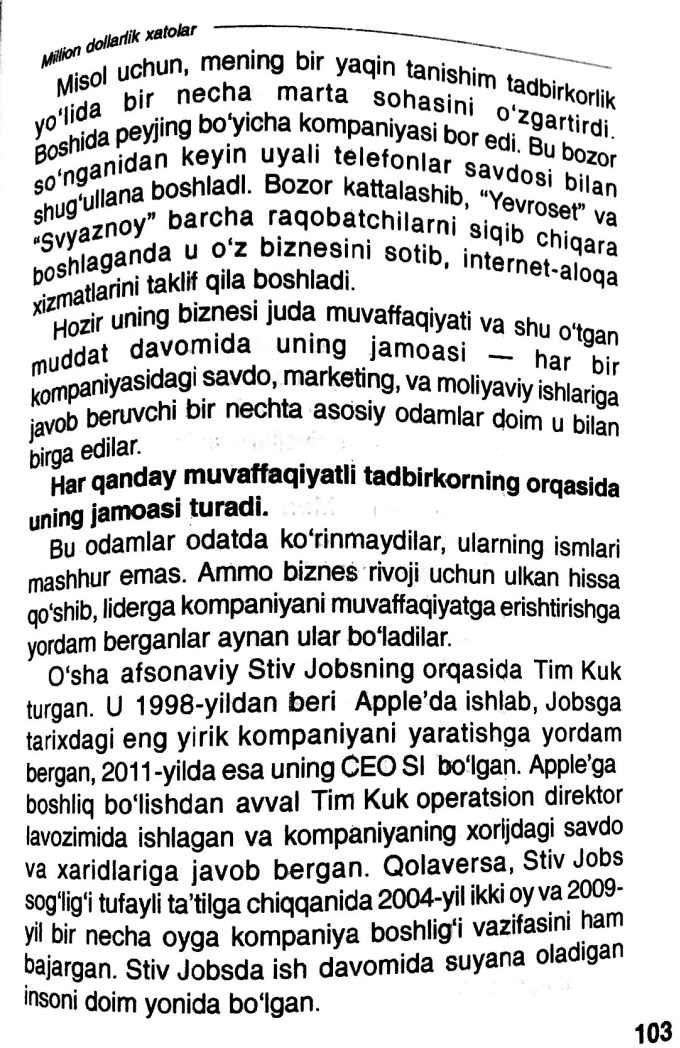 Million dollarlik xatolar
Misol uchun, mening bir yaqin tanishim tadbirkorlik
yo‘lida bir necha marta sohasini o‘zgartirdi.
Boshida peyjing bo‘yicha kompaniyasi bor edi. Bu bozor
so‘nganidan keyin uyali telefonlar savdosi bilan
shug‘ullana boshladI. Bozor kattalashib, “Yevroset” va
“Svyaznoy” barcha raqobatchilarni siqib chiqara
boshlaganda u o‘z biznesini sotib, internet-aloqa
xizmatlarini taklif qila boshladi.
Hozir uning biznesi juda muvaffaqiyati va shu o‘tgan
muddat davomida uning jamoasi — har bir
kompaniyasidagi savdo, marketing, va moliyaviy ishlariga
javob beruvchi bir nechta asosiy odamlar doim u bilan
birga edilar.
Har qanday muvaffaqiyatli tadbirkorning orqasida
uning jamoasi turadi.
Bu odamlar odatda ko‘rinmaydilar, ularning ismlari
mashhur emas. Ammo biznes rivoji uchun ulkan hissa
qo‘shib, liderga kompaniyani muvaffaqiyatga erishtirishga
yordam berganlar aynan ular bo‘ladilar.
O‘sha afsonaviy Stiv Jobsning orqasida Tim Kuk
turgan. U 1998-yildan beri Apple’da ishlab, Jobsga
tarixdagi eng yirik kompaniyani yaratishga yordam
bergan, 2011-yilda esa uning CEO SI bo‘lgan. Apple’ga
boshliq bo‘lishdan avval Tim Kuk operatsion direktor
lavozimida ishlagan va kompaniyaning xorijdagi savdo
va xaridlariga javob bergan. Qolaversa, Stiv Jobs
sog‘lig‘i tufayli ta’tilga chiqqanida 2004-yil ikki oy va 2009-
yil bir necha oyga kompaniya boshlig‘i vazifasini ham
bajargan. Stiv Jobsda ish davomida suyana oladigan
insoni doim yonida bo‘lgan.
103